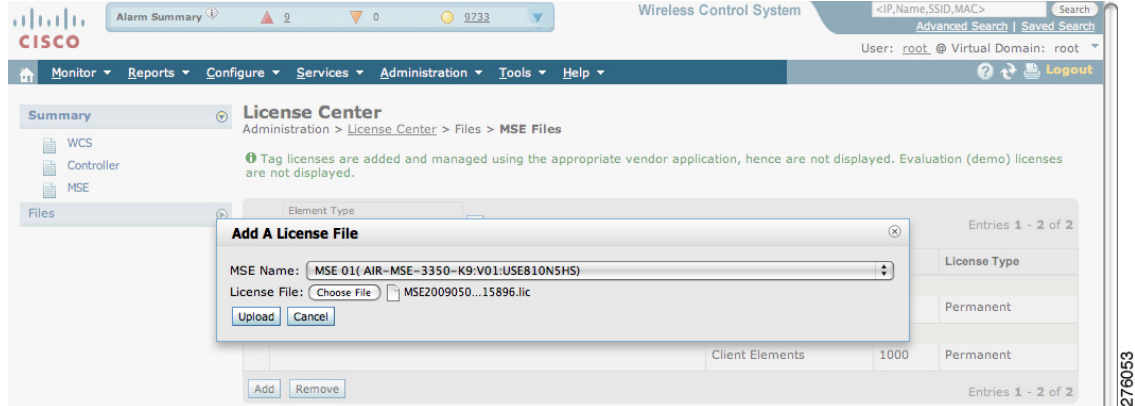 Alarm Summary 9 0 9733
Wireless Control System
<IP,Name,SSID,MAC> Search
Advanced Search | Saved Search
CISCO
User: root @ Virtual Domain: root
Monitor Reports Configure Services Administration Tools Help Logout
Summary
WCS
Controller
MSE
Files
License Center
Administration > License Center > Files > MSE Files
Tag licenses are added and managed using the appropriate vendor application, hence are not displayed. Evaluation (demo) licenses
are not displayed.
Element Type
Entries 1 - 2 of 2
Add A License File
MSE Name: MSE 01( AIR-MSE-3350-K9:V01:USE810N5HS)
License File: Choose File MSE2009050...15896.lic
Upload Cancel
License Type
Permanent
Client Elements 1000 Permanent
Add Remove
Entries 1 - 2 of 2
276053